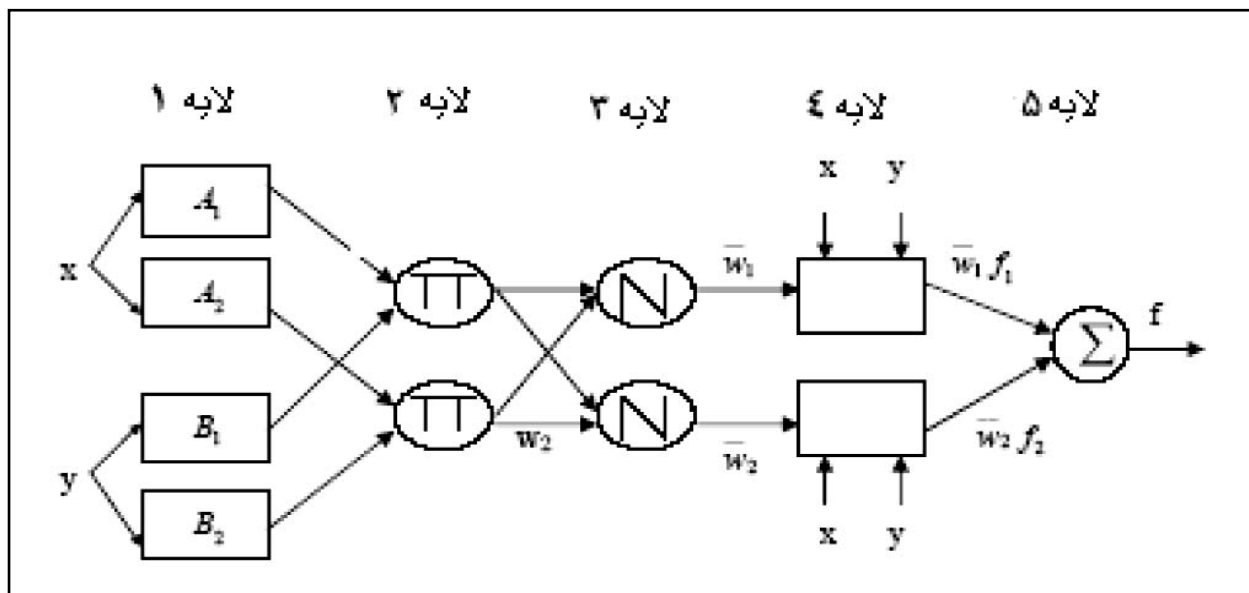 لایه ۱ لایه ۲ لایه ۳ لایه ٤ لایه ۵
x y
A₁
x
A₂
Π N w̅₁ w̅₁ f₁
Σ f
B₁
y
B₂
Π w₂ N w̅₂ w̅₂ f₂
x y